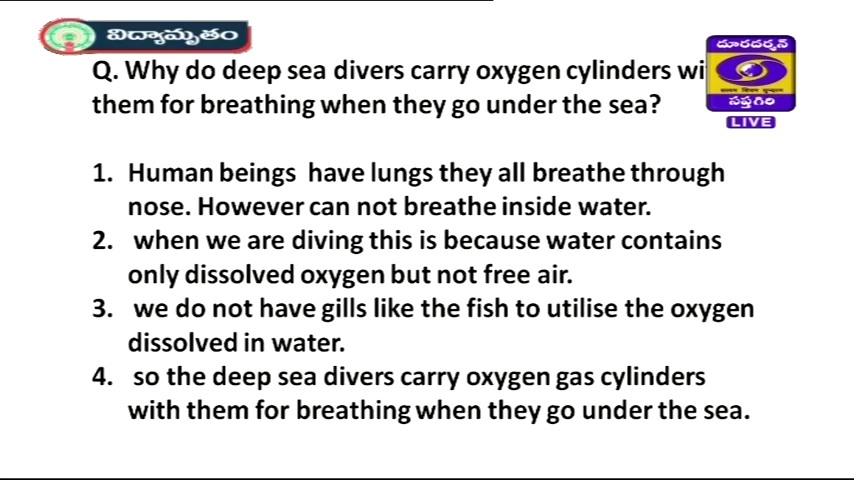 విద్యామృతం
దూరదర్శన్
Q. Why do deep sea divers carry oxygen cylinders wi
them for breathing when they go under the sea?
సప్తగిరి
LIVE
1. Human beings have lungs they all breathe through
nose. However can not breathe inside water.
2. when we are diving this is because water contains
only dissolved oxygen but not free air.
3. we do not have gills like the fish to utilise the oxygen
dissolved in water.
4. so the deep sea divers carry oxygen gas cylinders
with them for breathing when they go under the sea.